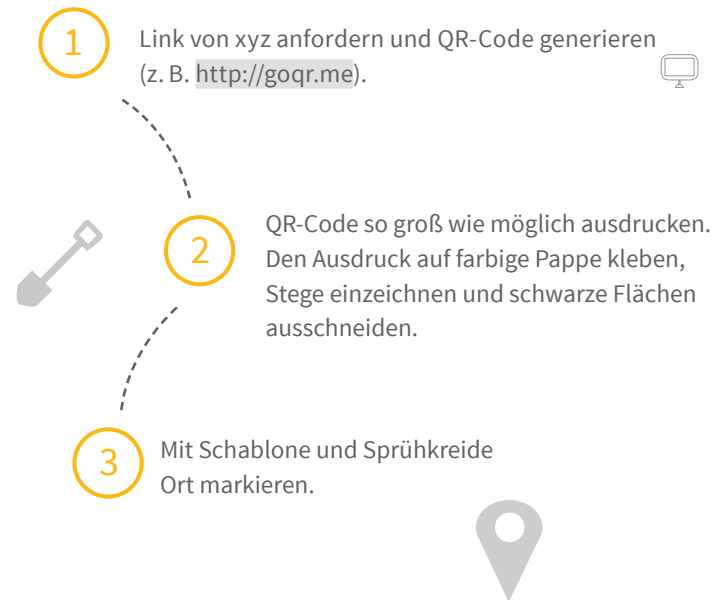 1
Link von xyz anfordern und QR-Code generieren
(z. B. http://goqr.me).
2
QR-Code so groß wie möglich ausdrucken.
Den Ausdruck auf farbige Pappe kleben,
Stege einzeichnen und schwarze Flächen
ausschneiden.
3
Mit Schablone und Sprühkreide
Ort markieren.